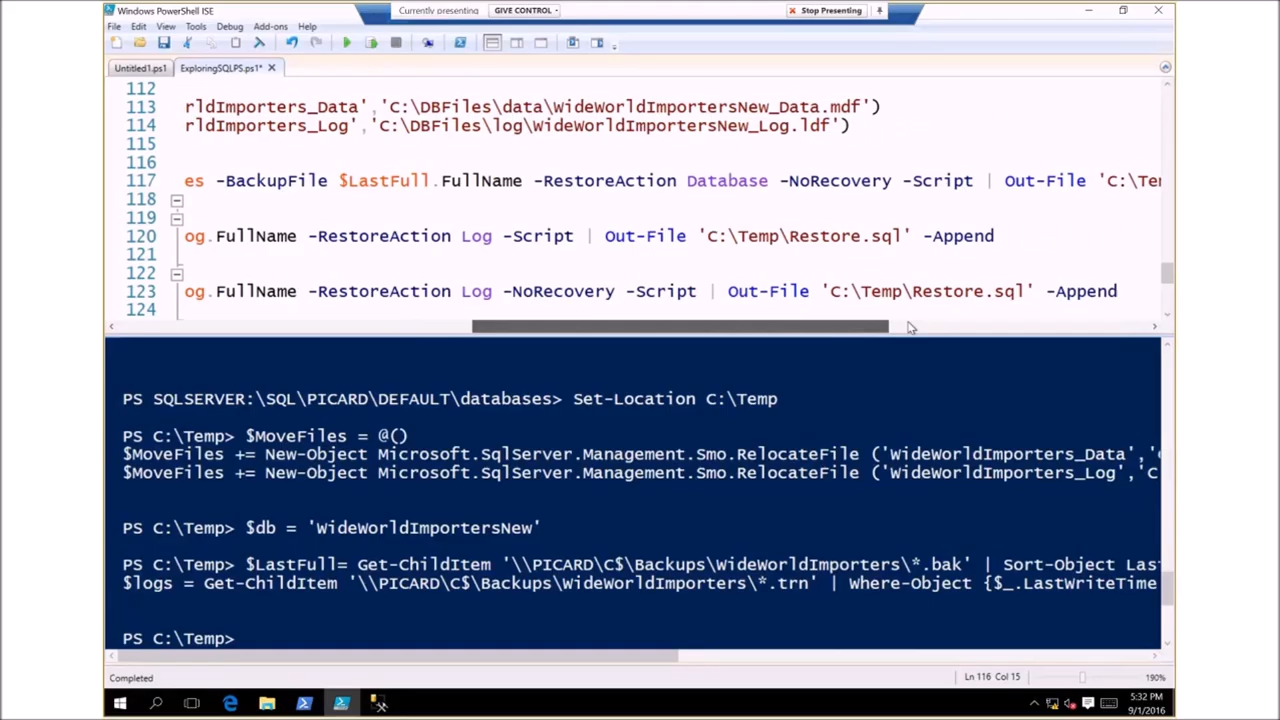 Windows PowerShell ISE
Currently presenting GIVE CONTROL Stop Presenting
File Edit View Tools Debug Add-ons Help
Untitled1.ps1 ExploringSQLPS.ps1*
112
113 rldImporters_Data','C:\DBFiles\data\WideWorldImportersNew_Data.mdf')
114 rldImporters_Log','C:\DBFiles\log\WideWorldImportersNew_Log.ldf')
115
116
117 es -BackupFile $LastFull.FullName -RestoreAction Database -NoRecovery -Script | Out-File 'C:\Tem
118
119
120 og.FullName -RestoreAction Log -Script | Out-File 'C:\Temp\Restore.sql' -Append
121
122
123 og.FullName -RestoreAction Log -NoRecovery -Script | Out-File 'C:\Temp\Restore.sql' -Append
124
PS SQLSERVER:\SQL\PICARD\DEFAULT\databases> Set-Location C:\Temp
PS C:\Temp> $MoveFiles = @()
$MoveFiles += New-Object Microsoft.SqlServer.Management.Smo.RelocateFile ('WideWorldImporters_Data','
$MoveFiles += New-Object Microsoft.SqlServer.Management.Smo.RelocateFile ('WideWorldImporters_Log','C
PS C:\Temp> $db = 'WideWorldImportersNew'
PS C:\Temp> $LastFull= Get-ChildItem '\\PICARD\C$\Backups\WideWorldImporters\*.bak' | Sort-Object Las
$logs = Get-ChildItem '\\PICARD\C$\Backups\WideWorldImporters\*.trn' | Where-Object {$_.LastWriteTime
PS C:\Temp>
Completed Ln 116 Col 15 190%
5:32 PM
9/1/2016